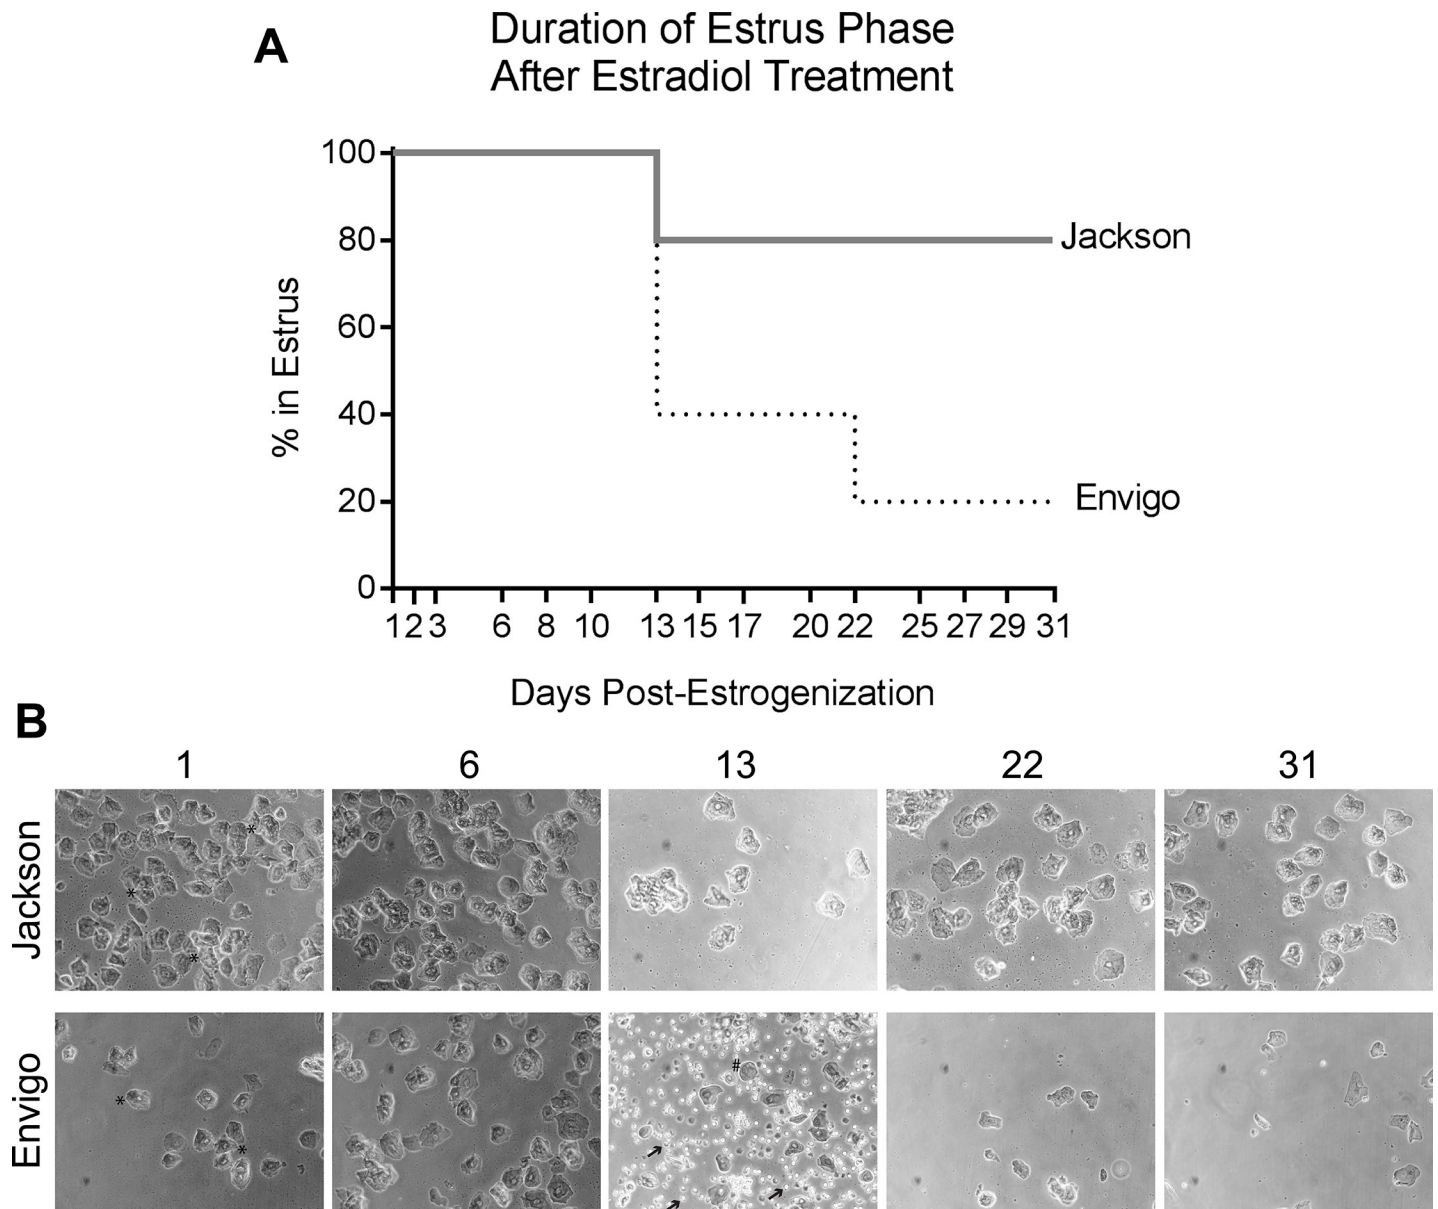 A
Duration of Estrus Phase
After Estradiol Treatment
100
80
60
40
20
0
% in Estrus
Jackson
Envigo
1 2 3 6 8 10 13 15 17 20 22 25 27 29 31
Days Post-Estrogenization
B
1 6 13 22 31
Jackson
*
*
*
Envigo
*
*
#